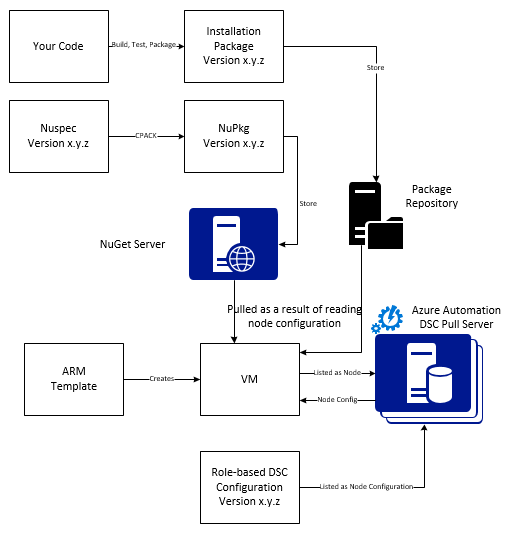 Your Code
Build, Test, Package
Installation
Package
Version x.y.z
Store
Nuspec
Version x.y.z
CPACK
NuPkg
Version x.y.z
Store
Package
Repository
NuGet Server
Pulled as a result of reading
node configuration
Azure Automation
DSC Pull Server
ARM
Template
Creates
VM
Listed as Node
Node Config
Role-based DSC
Configuration
Version x.y.z
Listed as Node Configuration